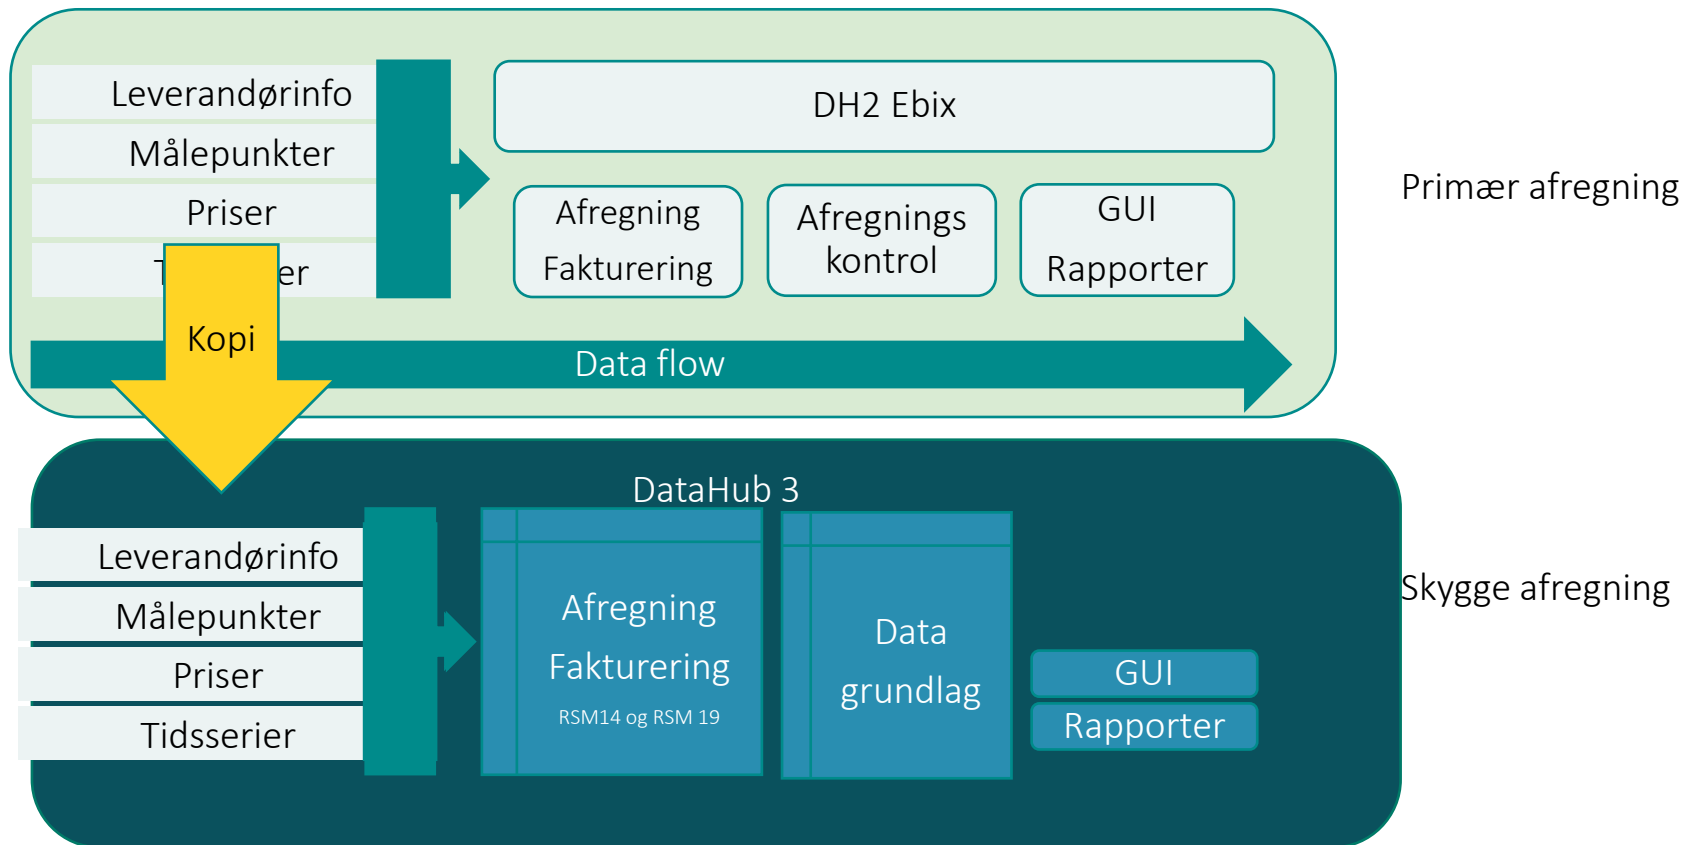 Leverandørinfo
Målepunkter
Priser
Kopi
DH2 Ebix
Afregning
Fakturering
Afregnings
kontrol
GUI
Rapporter
Data flow
Primær afregning
DataHub 3
Leverandørinfo
Målepunkter
Priser
Tidsserier
Afregning
Fakturering
RSM14 og RSM 19
Data
grundlag
GUI
Rapporter
Skygge afregning